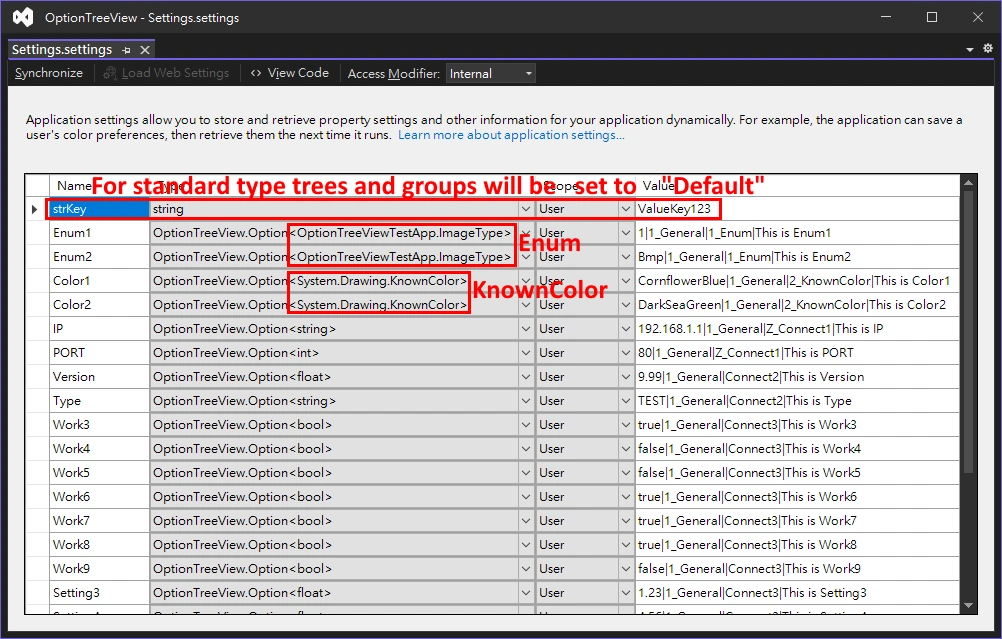 OptionTreeView - Settings.settings
Settings.settings
Synchronize Load Web Settings <> View Code Access Modifier: Internal
Application settings allow you to store and retrieve property settings and other information for your application dynamically. For example, the application can save a
user's color preferences, then retrieve them the next time it runs. Learn more about application settings...
Name Type Scope Value
For standard type trees and groups will be set to "Default"
strKey string User ValueKey123
Enum1 OptionTreeView.Option<OptionTreeViewTestApp.ImageType> User 1|1_General|1_Enum|This is Enum1
Enum
Enum2 OptionTreeView.Option<OptionTreeViewTestApp.ImageType> User Bmp|1_General|1_Enum|This is Enum2
Color1 OptionTreeView.Option<System.Drawing.KnownColor> User CornflowerBlue|1_General|2_KnownColor|This is Color1
KnownColor
Color2 OptionTreeView.Option<System.Drawing.KnownColor> User DarkSeaGreen|1_General|2_KnownColor|This is Color2
IP OptionTreeView.Option<string> User 192.168.1.1|1_General|Z_Connect1|This is IP
PORT OptionTreeView.Option<int> User 80|1_General|Z_Connect1|This is PORT
Version OptionTreeView.Option<float> User 9.99|1_General|Connect2|This is Version
Type OptionTreeView.Option<string> User TEST|1_General|Connect2|This is Type
Work3 OptionTreeView.Option<bool> User true|1_General|Connect3|This is Work3
Work4 OptionTreeView.Option<bool> User false|1_General|Connect3|This is Work4
Work5 OptionTreeView.Option<bool> User false|1_General|Connect3|This is Work5
Work6 OptionTreeView.Option<bool> User true|1_General|Connect3|This is Work6
Work7 OptionTreeView.Option<bool> User true|1_General|Connect3|This is Work7
Work8 OptionTreeView.Option<bool> User true|1_General|Connect3|This is Work8
Work9 OptionTreeView.Option<bool> User false|1_General|Connect3|This is Work9
Setting3 OptionTreeView.Option<float> User 1.23|1_General|Connect3|This is Setting3